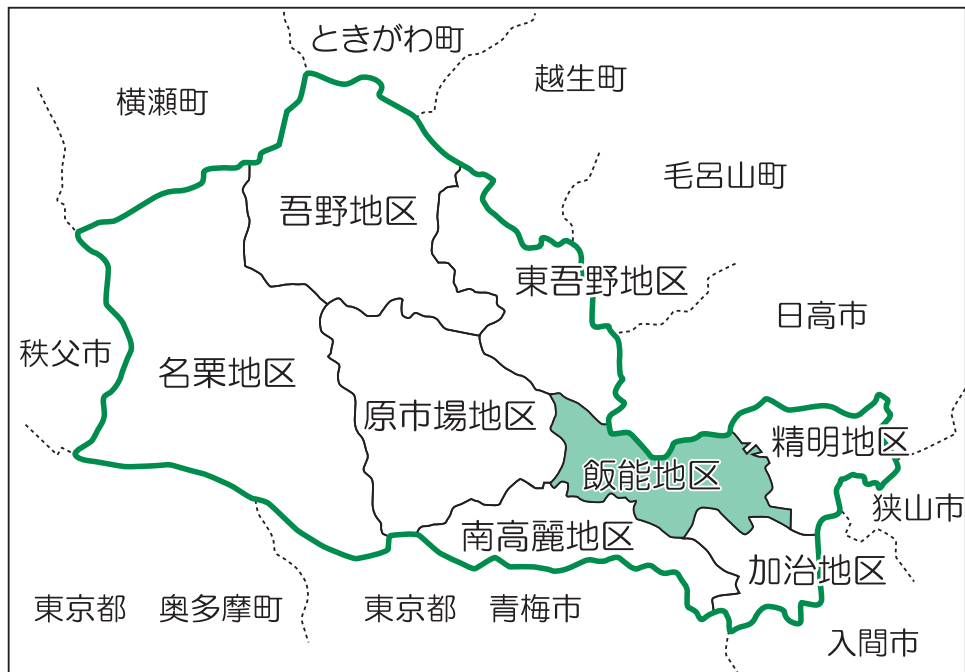 ときがわ町
越生町
横瀬町
毛呂山町
吾野地区
東吾野地区
日高市
秩父市
名栗地区
原市場地区
精明地区
飯能地区
狭山市
南高麗地区
加治地区
東京都 奥多摩町
東京都 青梅市
入間市